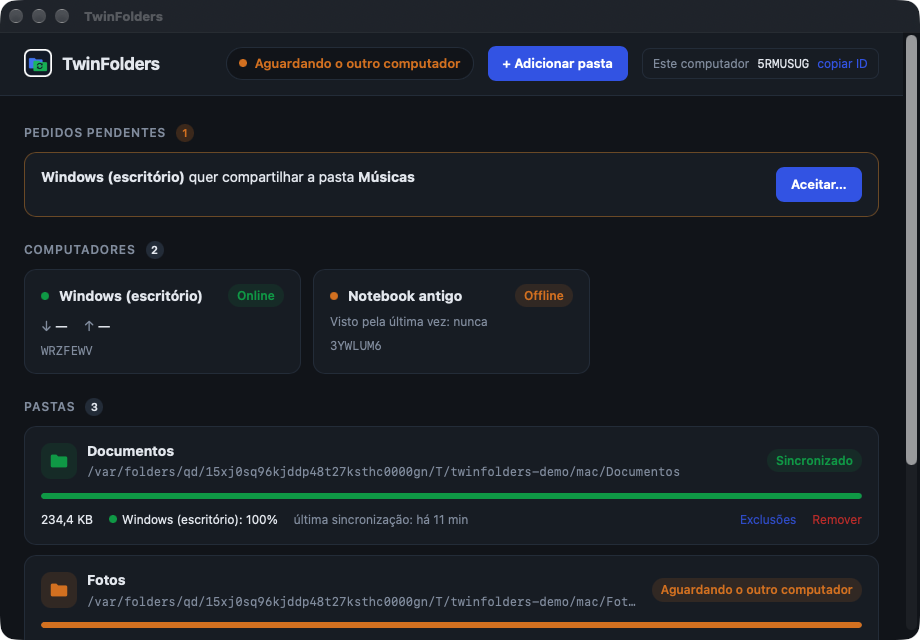 TwinFolders
TwinFolders
Aguardando o outro computador
+ Adicionar pasta
Este computador 5RMUSUG copiar ID
PEDIDOS PENDENTES 1
Windows (escritório) quer compartilhar a pasta Músicas
Aceitar...
COMPUTADORES 2
Windows (escritório) Online
↓ — ↑ —
WRZFEWV
Notebook antigo Offline
Visto pela última vez: nunca
3YWLUM6
PASTAS 3
Documentos
/var/folders/qd/15xj0sq96kjddp48t27ksthc0000gn/T/twinfolders-demo/mac/Documentos
Sincronizado
234,4 KB Windows (escritório): 100% última sincronização: há 11 min Exclusões Remover
Fotos
/var/folders/qd/15xj0sq96kjddp48t27ksthc0000gn/T/twinfolders-demo/mac/Fot…
Aguardando o outro computador